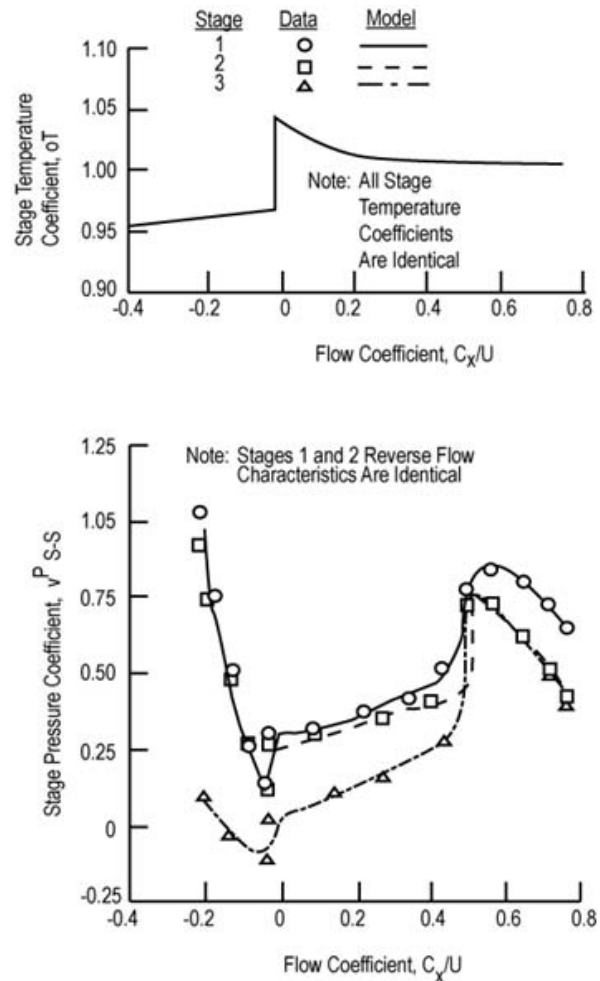 Stage Data Model
1
2
3
1.10
1.05
1.00
0.95
0.90
Stage Temperature
Coefficient, oT
Note: All Stage
Temperature
Coefficients
Are Identical
-0.4 -0.2 0 0.2 0.4 0.6 0.8
Flow Coefficient, Cx/U
1.25
1.05
0.75
0.50
0.25
0
-0.25
Stage Pressure Coefficient, vP S-S
Note: Stages 1 and 2 Reverse Flow
Characteristics Are Identical
-0.4 -0.2 0 0.2 0.4 0.6 0.8
Flow Coefficient, Cx/U